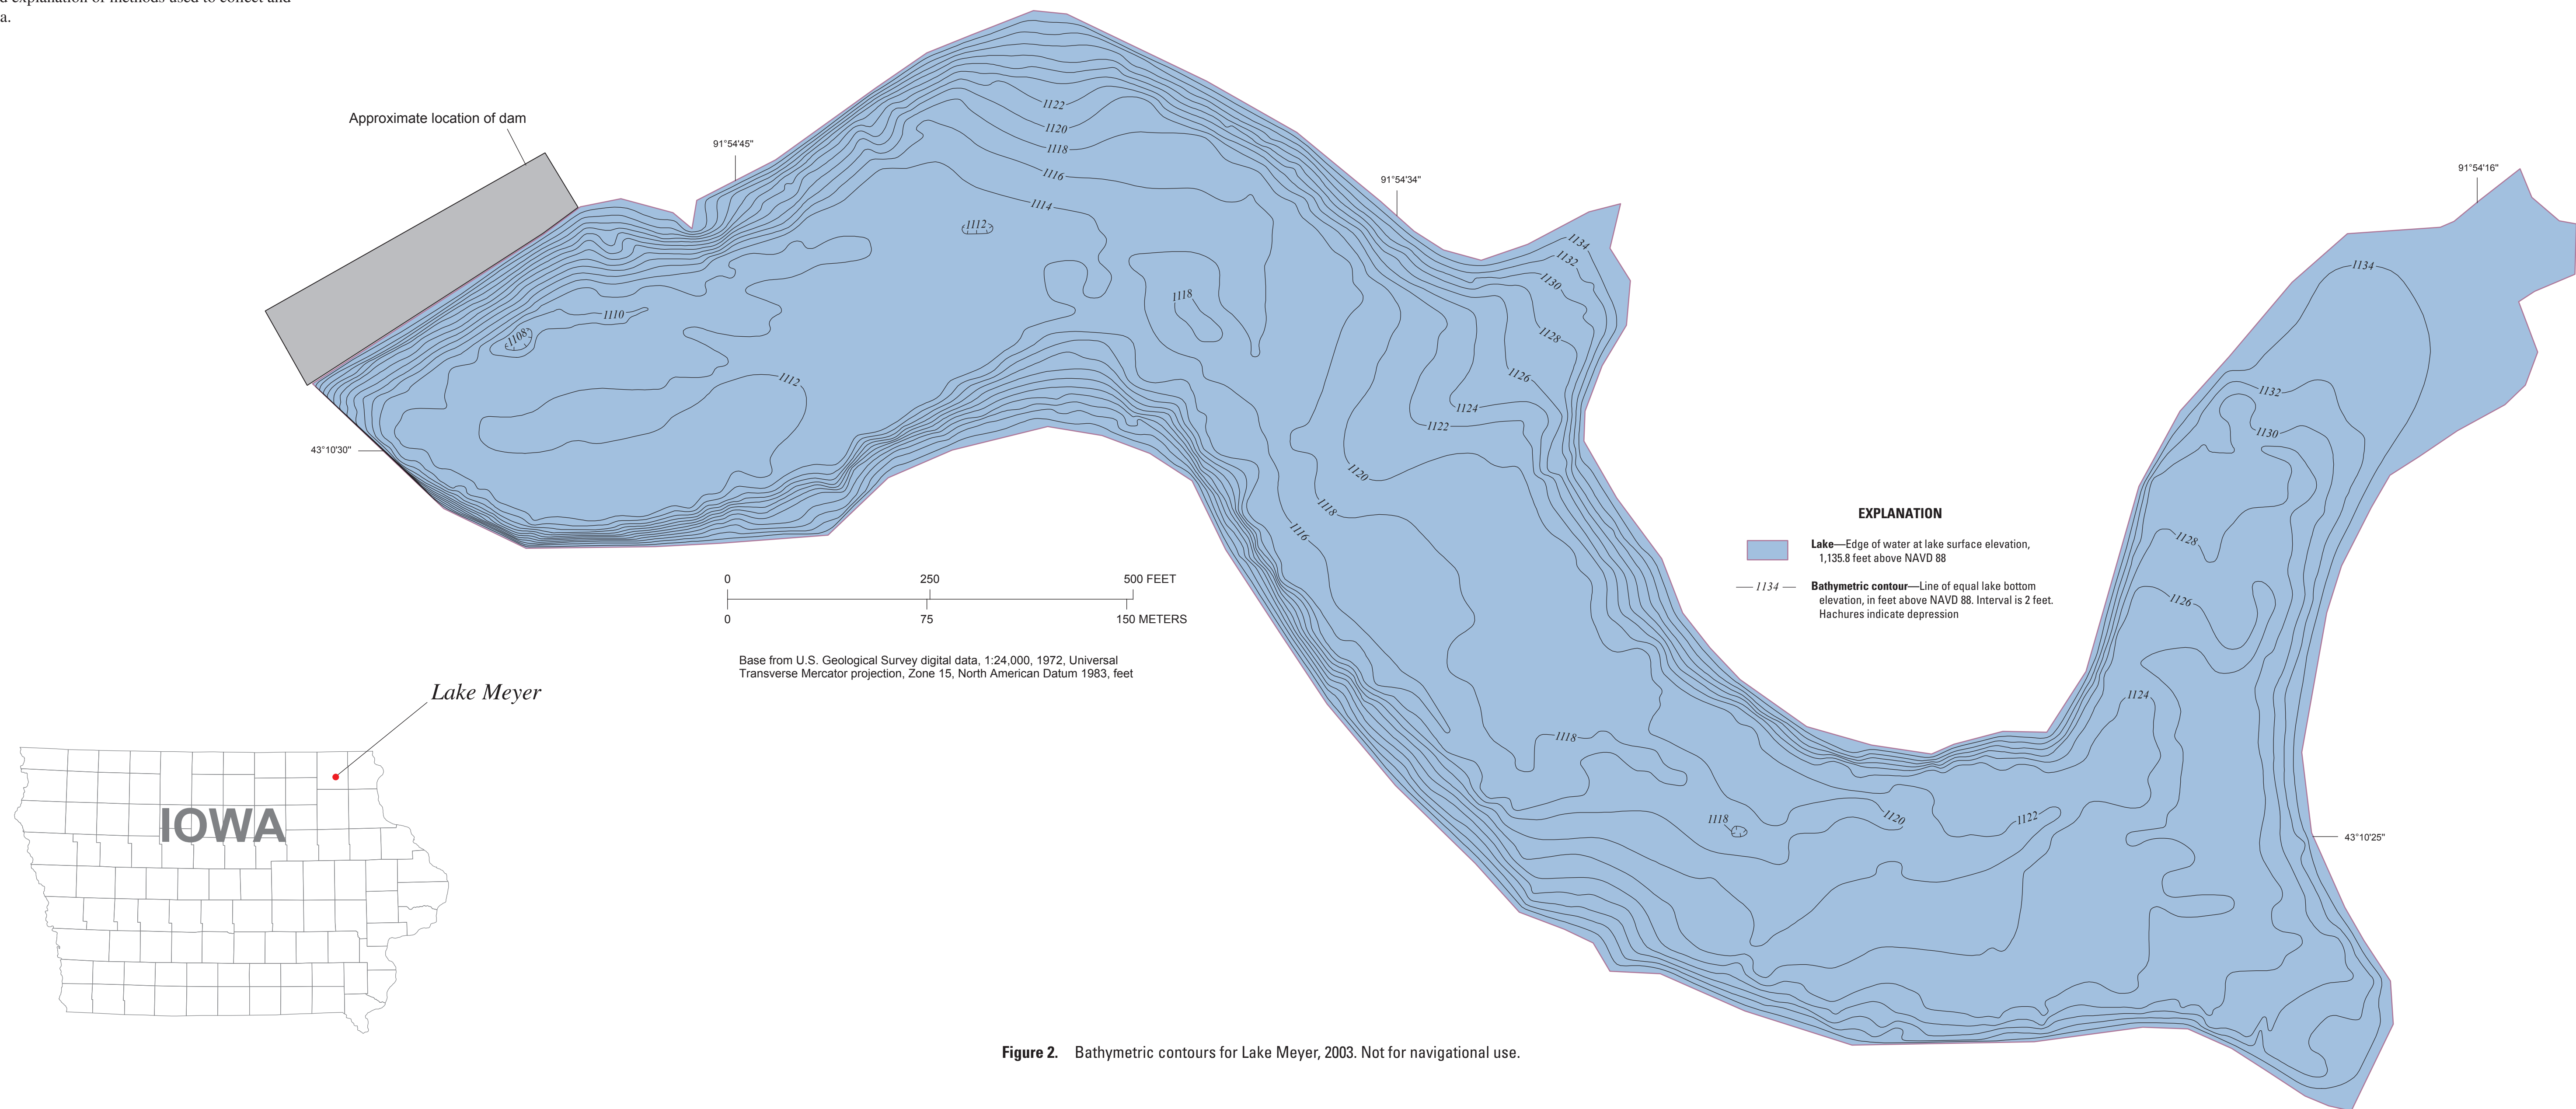 d explanation of methods used to collect and
a.
Approximate location of dam
91°54'45"
91°54'34"
91°54'16"
1122
1120
1118
1116
1114
1112
1134
1132
1130
1128
1126
1124
1122
1118
1110
1108
1112
43°10'30"
1120
1118
1116
1134
1132
1130
1128
1126
1124
1118
1118
1120
1122
43°10'25"
EXPLANATION
Lake—Edge of water at lake surface elevation,
1,135.8 feet above NAVD 88
1134
Bathymetric contour—Line of equal lake bottom
elevation, in feet above NAVD 88. Interval is 2 feet.
Hachures indicate depression
0 250 500 FEET
0 75 150 METERS
Base from U.S. Geological Survey digital data, 1:24,000, 1972, Universal
Transverse Mercator projection, Zone 15, North American Datum 1983, feet
Lake Meyer
IOWA
Figure 2. Bathymetric contours for Lake Meyer, 2003. Not for navigational use.